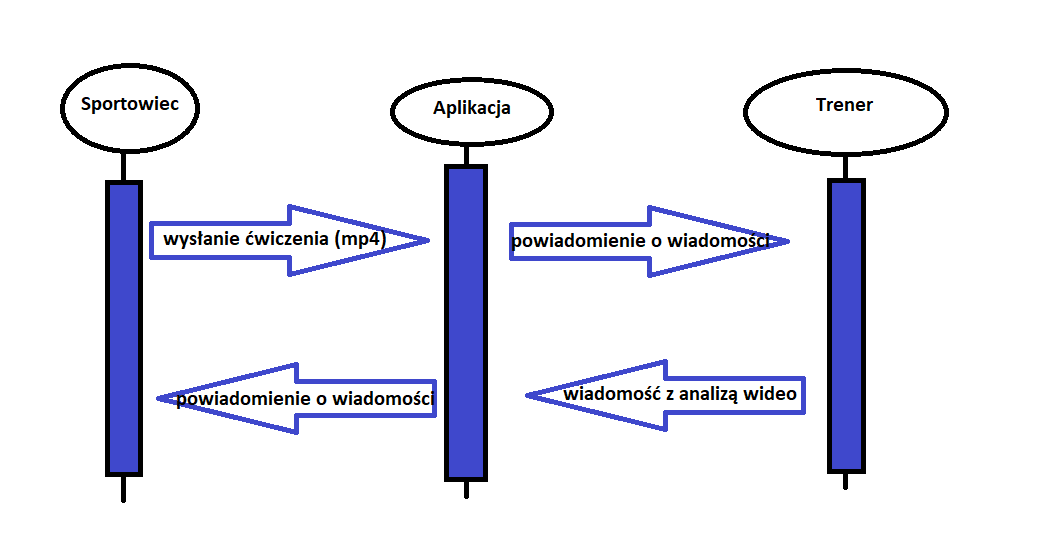 Sportowiec
Aplikacja
Trener
wysłanie ćwiczenia (mp4)
powiadomienie o wiadomości
powiadomienie o wiadomości
wiadomość z analizą wideo